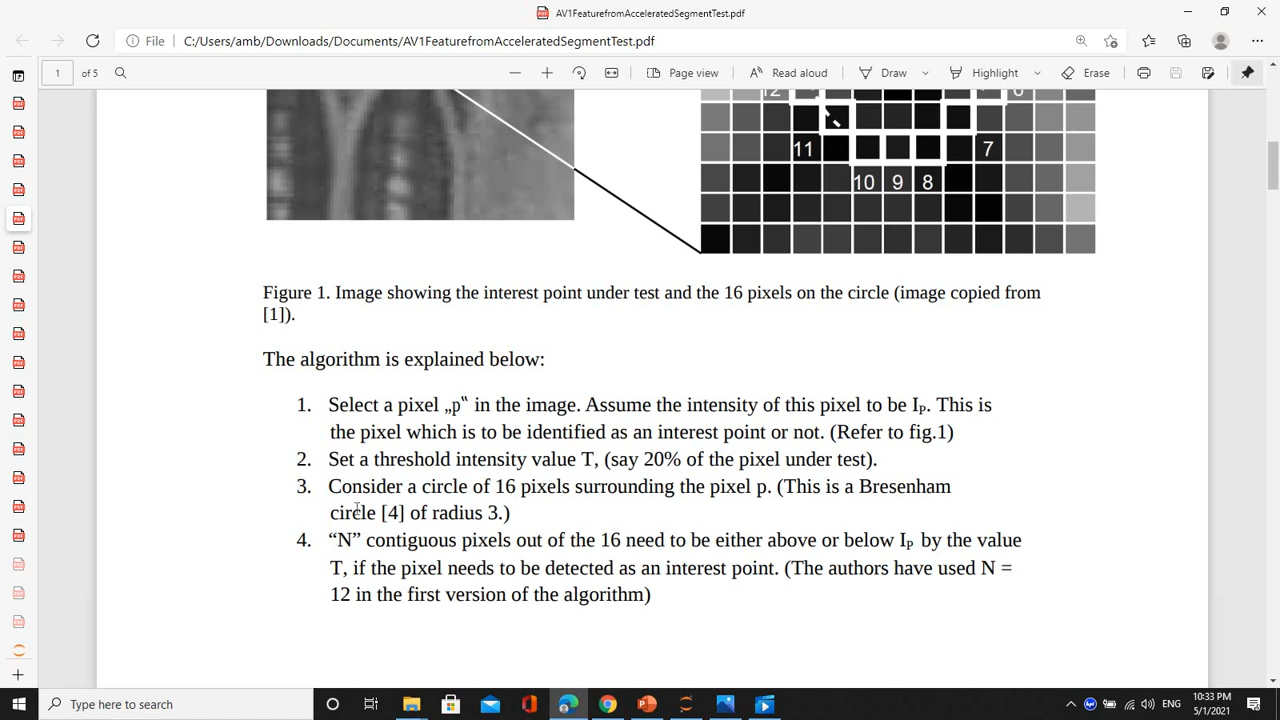 AV1FeaturefromAcceleratedSegmentTest.pdf
File C:/Users/amb/Downloads/Documents/AV1FeaturefromAcceleratedSegmentTest.pdf
1 of 5 Page view Read aloud Draw Highlight Erase
12 6
11 7
10 9 8
Figure 1. Image showing the interest point under test and the 16 pixels on the circle (image copied from
[1]).
The algorithm is explained below:
1. Select a pixel „p‟ in the image. Assume the intensity of this pixel to be IP. This is
the pixel which is to be identified as an interest point or not. (Refer to fig.1)
2. Set a threshold intensity value T, (say 20% of the pixel under test).
3. Consider a circle of 16 pixels surrounding the pixel p. (This is a Bresenham
circle [4] of radius 3.)
4. “N” contiguous pixels out of the 16 need to be either above or below IP by the value
T, if the pixel needs to be detected as an interest point. (The authors have used N =
12 in the first version of the algorithm)
Type here to search
ENG
10:33 PM
5/1/2021